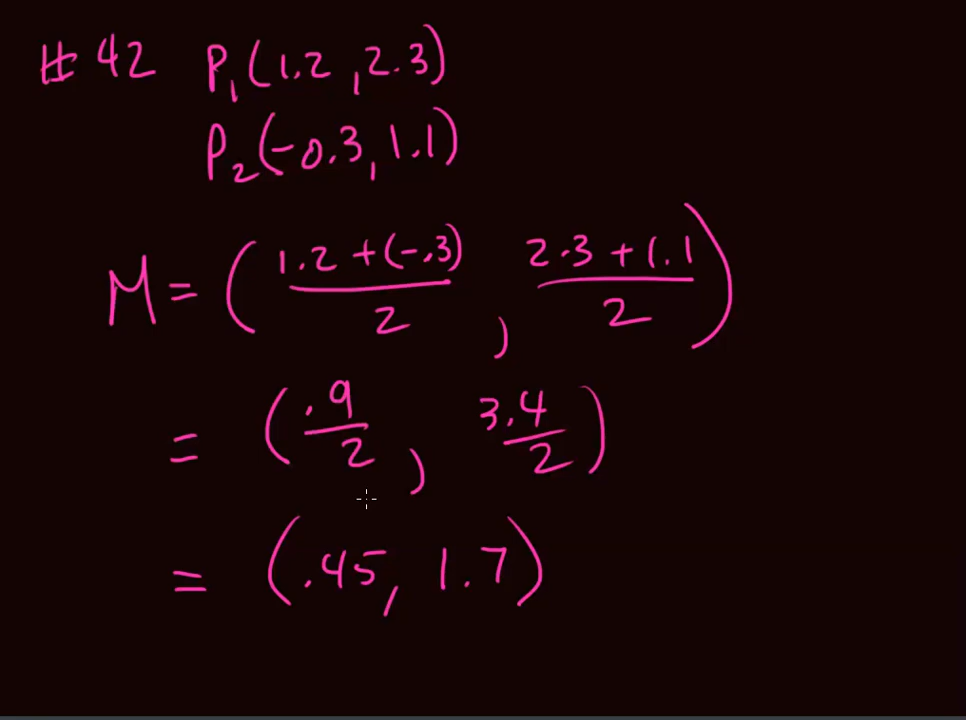 # 42 P₁(1.2, 2.3)
P₂(-0.3, 1.1)
M = ( (1.2 + (-.3))/2 , (2.3 + 1.1)/2 )
= ( .9/2 , 3.4/2 )
= (.45, 1.7)